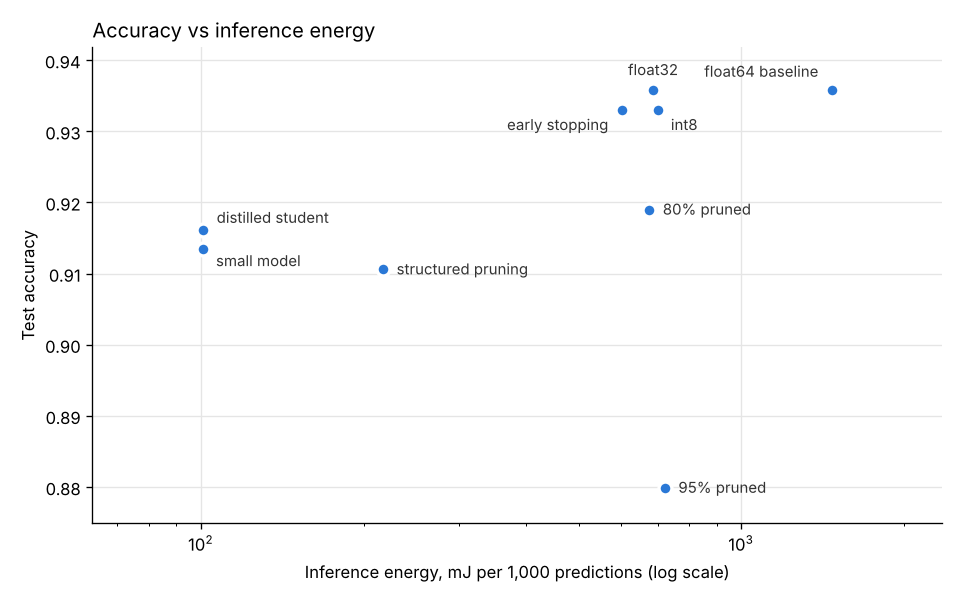 Accuracy vs inference energy
0.94
float32
float64 baseline
early stopping
int8
0.93
0.92
80% pruned
distilled student
small model
0.91
structured pruning
0.90
0.89
0.88
95% pruned
Test accuracy
10²
10³
Inference energy, mJ per 1,000 predictions (log scale)